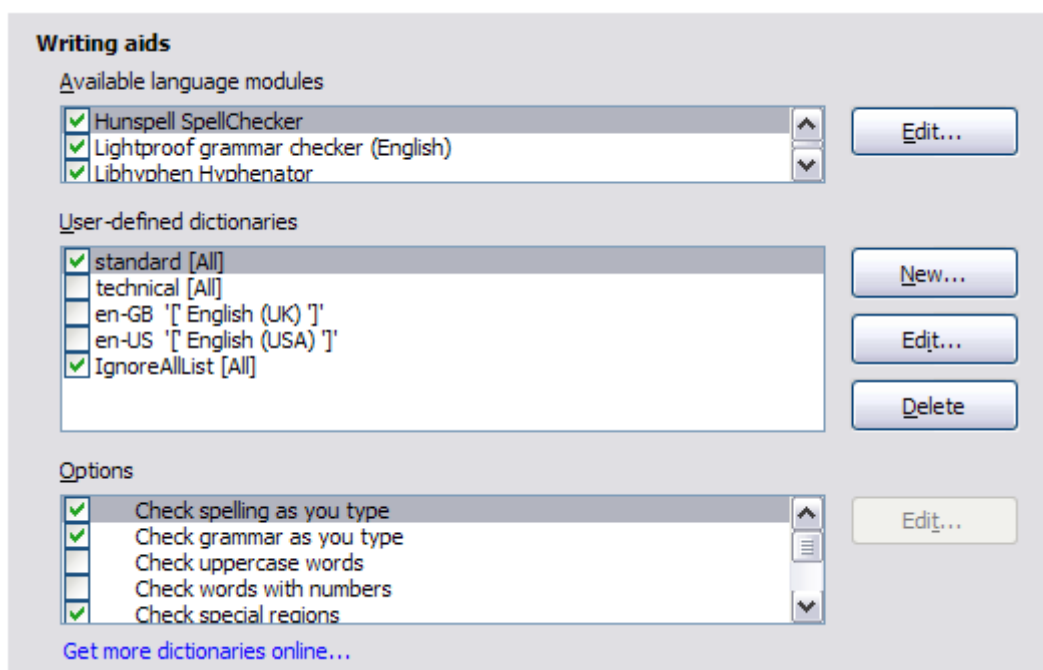 Writing aids
Available language modules
Hunspell SpellChecker
Lightproof grammar checker (English)
Libhyphen Hyphenator
Edit...
User-defined dictionaries
standard [All]
technical [All]
en-GB '[' English (UK) ']'
en-US '[' English (USA) ']'
IgnoreAllList [All]
New...
Edit...
Delete
Options
Check spelling as you type
Check grammar as you type
Check uppercase words
Check words with numbers
Check special regions
Edit...
Get more dictionaries online...